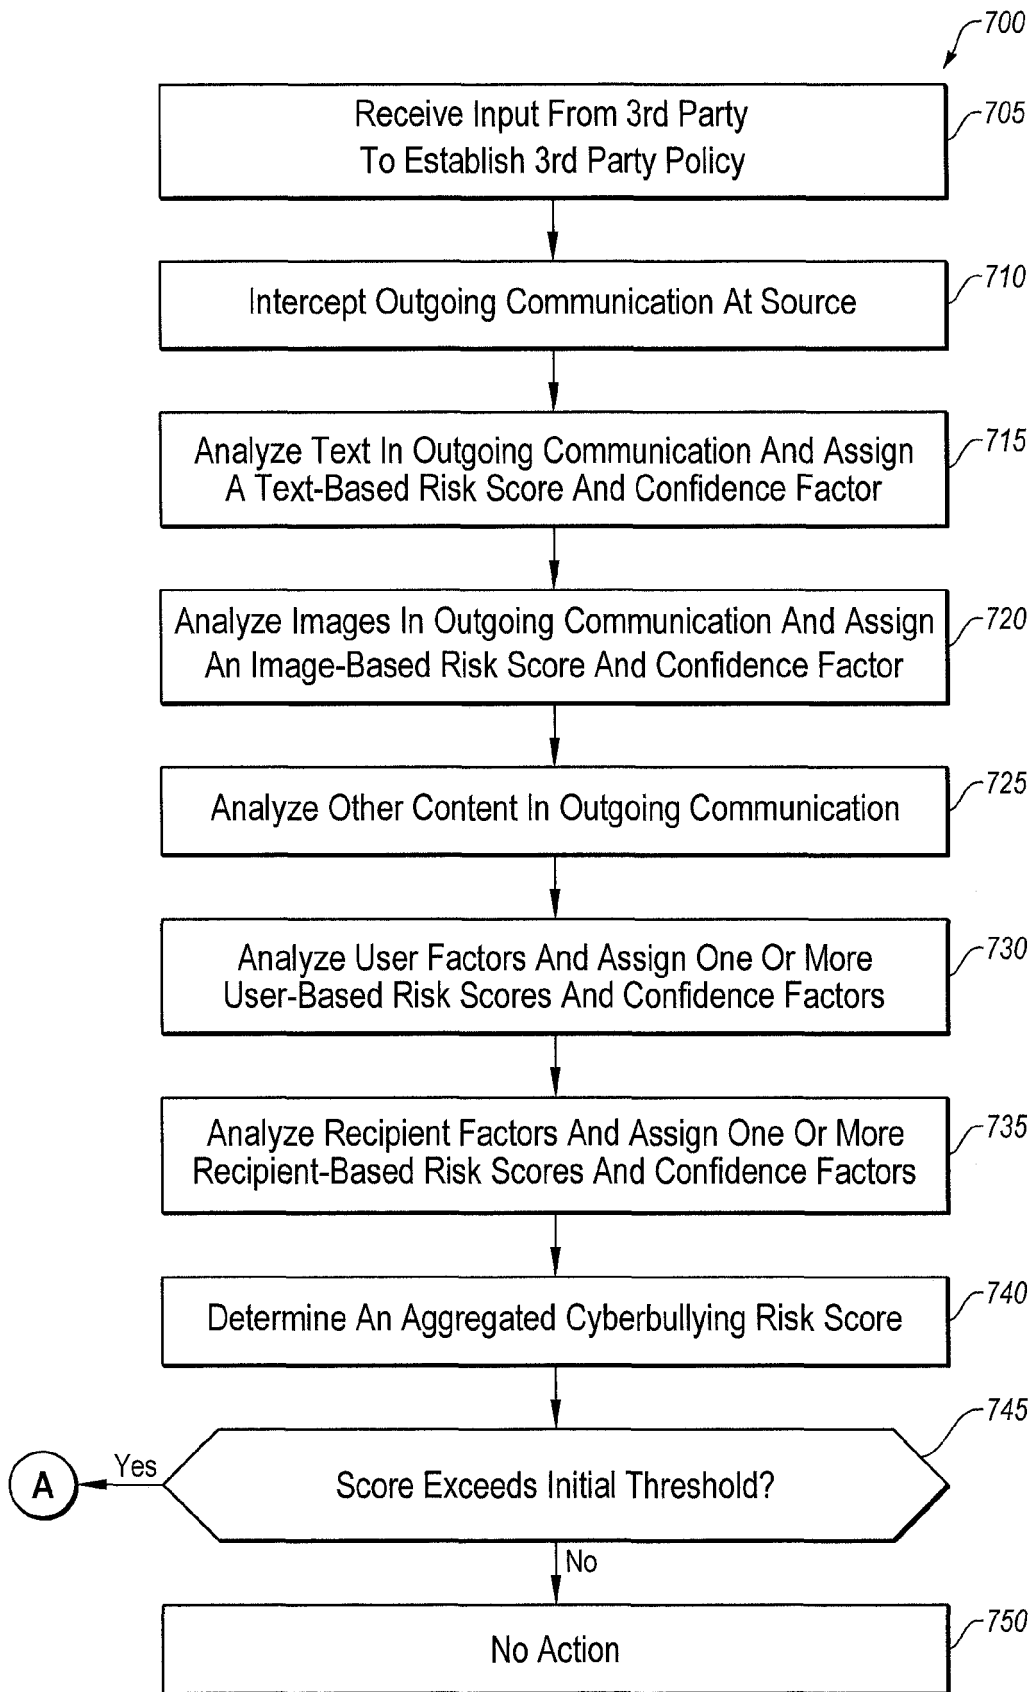 700
Receive Input From 3rd Party
To Establish 3rd Party Policy
705
Intercept Outgoing Communication At Source
710
Analyze Text In Outgoing Communication And Assign
A Text-Based Risk Score And Confidence Factor
715
Analyze Images In Outgoing Communication And Assign
An Image-Based Risk Score And Confidence Factor
720
Analyze Other Content In Outgoing Communication
725
Analyze User Factors And Assign One Or More
User-Based Risk Scores And Confidence Factors
730
Analyze Recipient Factors And Assign One Or More
Recipient-Based Risk Scores And Confidence Factors
735
Determine An Aggregated Cyberbullying Risk Score
740
745
A
Yes
Score Exceeds Initial Threshold?
No
No Action
750